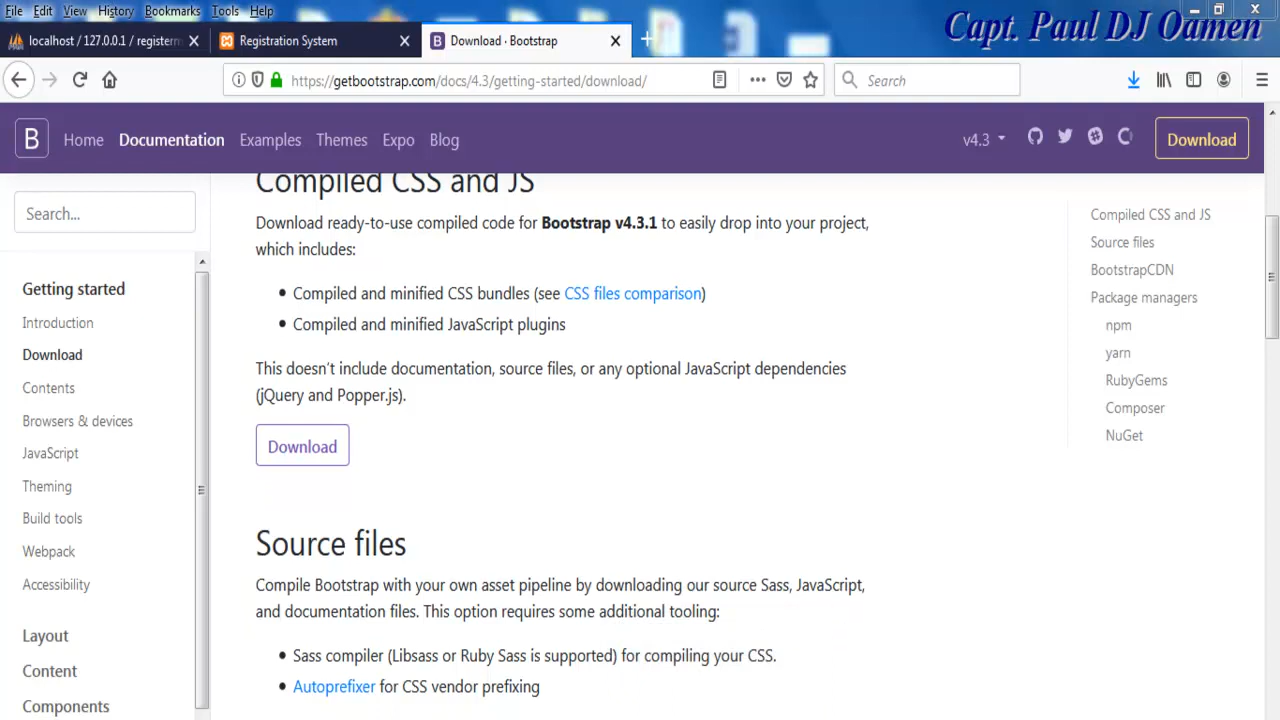 File Edit View History Bookmarks Tools Help
Capt. Paul DJ Oamen
localhost / 127.0.0.1 / registerm
Registration System
Download · Bootstrap
https://getbootstrap.com/docs/4.3/getting-started/download/
Search
B Home Documentation Examples Themes Expo Blog v4.3 Download
Search...
Getting started
Introduction
Download
Contents
Browsers & devices
JavaScript
Theming
Build tools
Webpack
Accessibility
Layout
Content
Components
Compiled CSS and JS
Download ready-to-use compiled code for Bootstrap v4.3.1 to easily drop into your project,
which includes:
• Compiled and minified CSS bundles (see CSS files comparison)
• Compiled and minified JavaScript plugins
This doesn't include documentation, source files, or any optional JavaScript dependencies
(jQuery and Popper.js).
Download
Source files
Compile Bootstrap with your own asset pipeline by downloading our source Sass, JavaScript,
and documentation files. This option requires some additional tooling:
• Sass compiler (Libsass or Ruby Sass is supported) for compiling your CSS.
• Autoprefixer for CSS vendor prefixing
Compiled CSS and JS
Source files
BootstrapCDN
Package managers
npm
yarn
RubyGems
Composer
NuGet